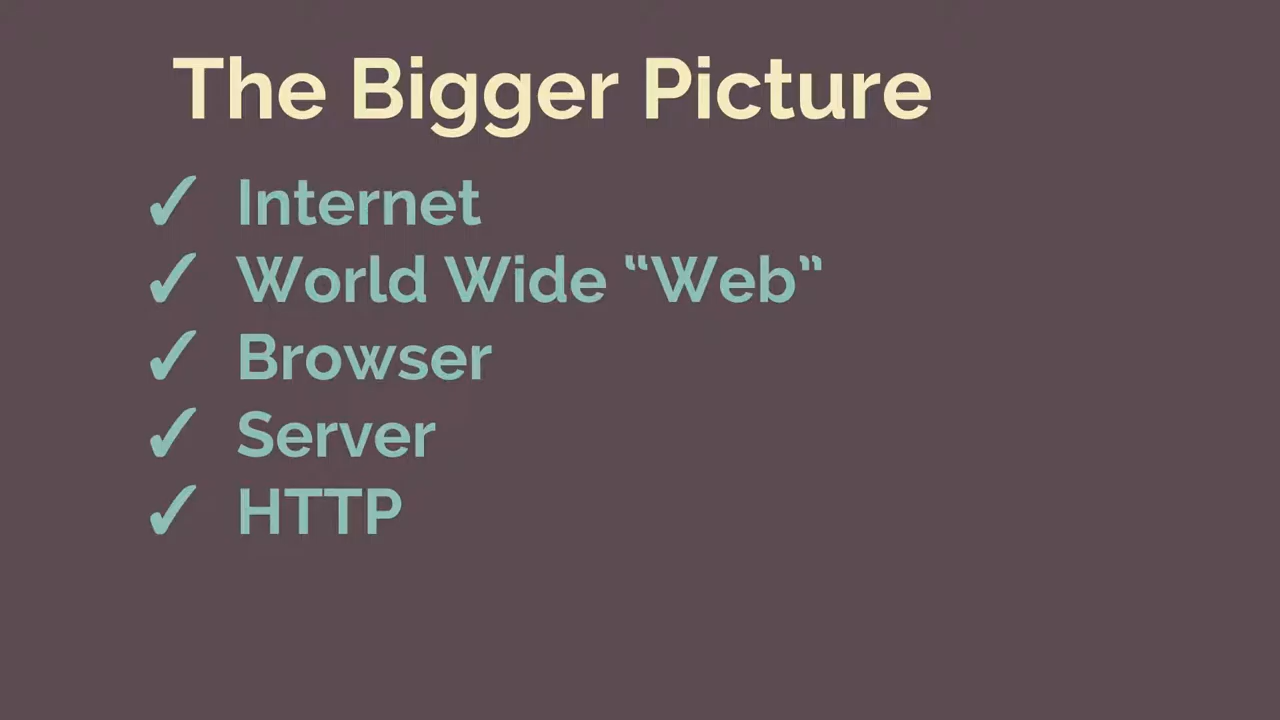 The Bigger Picture
✓ Internet
✓ World Wide “Web”
✓ Browser
✓ Server
✓ HTTP